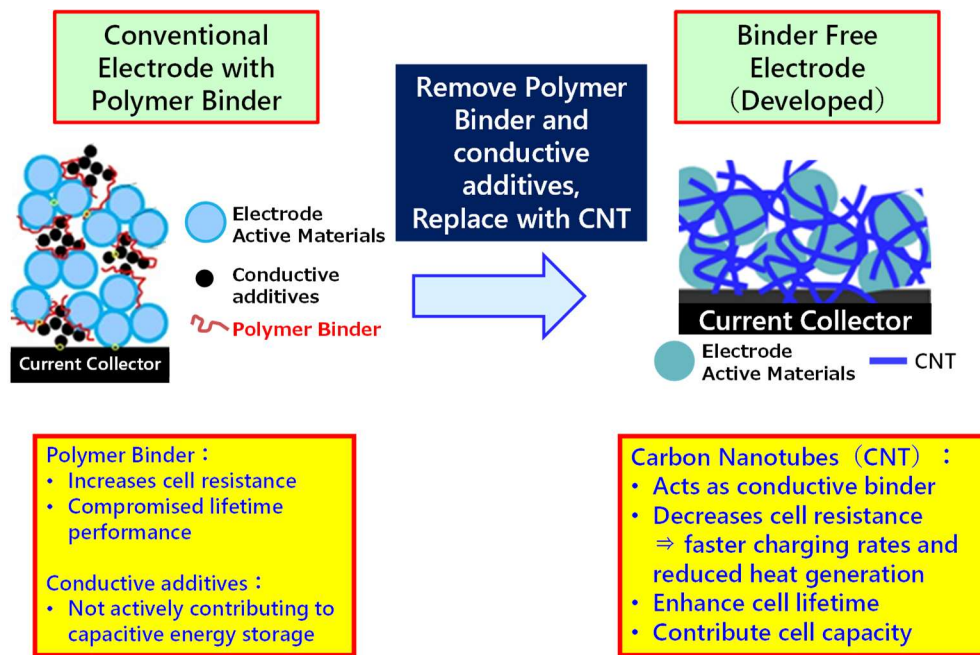 Conventional
Electrode with
Polymer Binder
Remove Polymer
Binder and
conductive
additives,
Replace with CNT
Binder Free
Electrode
（Developed）
Electrode
Active Materials
Conductive
additives
Polymer Binder
Current Collector
Current Collector
Electrode
Active Materials
CNT
Polymer Binder：
• Increases cell resistance
• Compromised lifetime
performance
Conductive additives：
• Not actively contributing to
capacitive energy storage
Carbon Nanotubes（CNT）：
• Acts as conductive binder
• Decreases cell resistance
⇒ faster charging rates and
reduced heat generation
• Enhance cell lifetime
• Contribute cell capacity